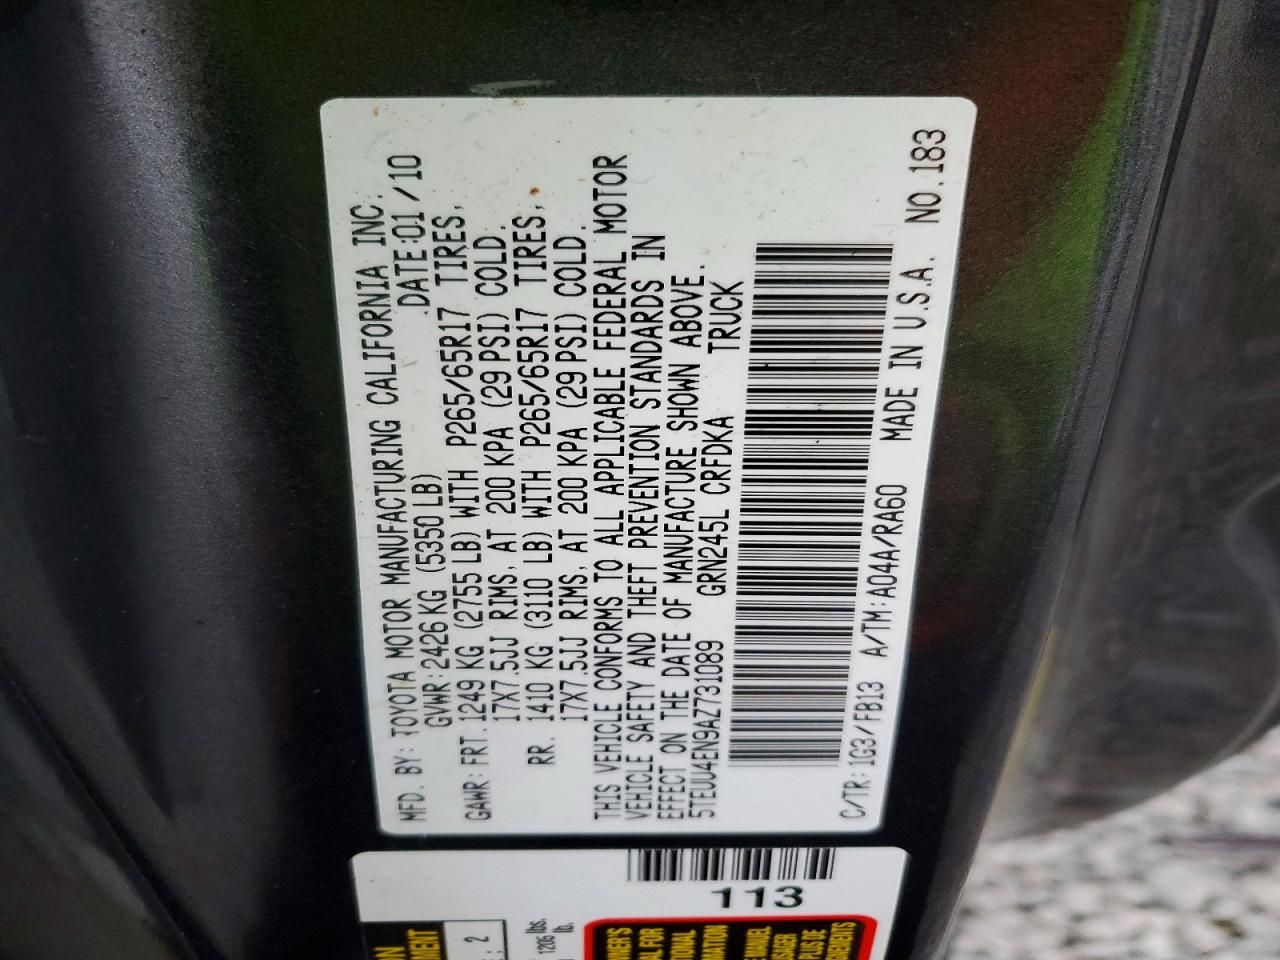 MFD. BY: TOYOTA MOTOR MANUFACTURING CALIFORNIA INC.
GVWR: 2426 KG (5350 LB) DATE: 01 / 10
GAWR: FRT. 1249 KG (2755 LB) WITH P265/65R17 TIRES,
17X7.5JJ RIMS, AT 200 KPA (29 PSI) COLD.
RR. 1410 KG (3110 LB) WITH P265/65R17 TIRES,
17X7.5JJ RIMS, AT 200 KPA (29 PSI) COLD.
THIS VEHICLE CONFORMS TO ALL APPLICABLE FEDERAL MOTOR
VEHICLE SAFETY AND THEFT PREVENTION STANDARDS IN
EFFECT ON THE DATE OF MANUFACTURE SHOWN ABOVE.
5TEUU4EN9AZ731089 GRN245L CRFDKA TRUCK
C/TR: 1G3/FB13 A/TM: A04A/RA60 MADE IN U.S.A. NO. 183
113
: 2
1205 lbs.
lb.